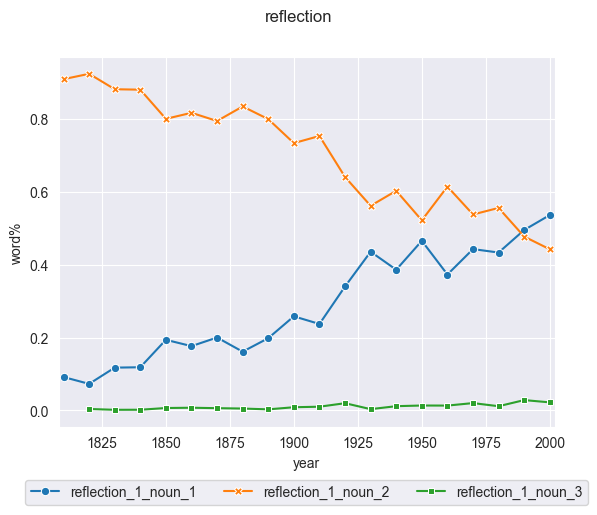 reflection
0.8
0.6
word%
0.4
0.2
0.0
1825 1850 1875 1900 1925 1950 1975 2000
year
reflection_1_noun_1 reflection_1_noun_2 reflection_1_noun_3